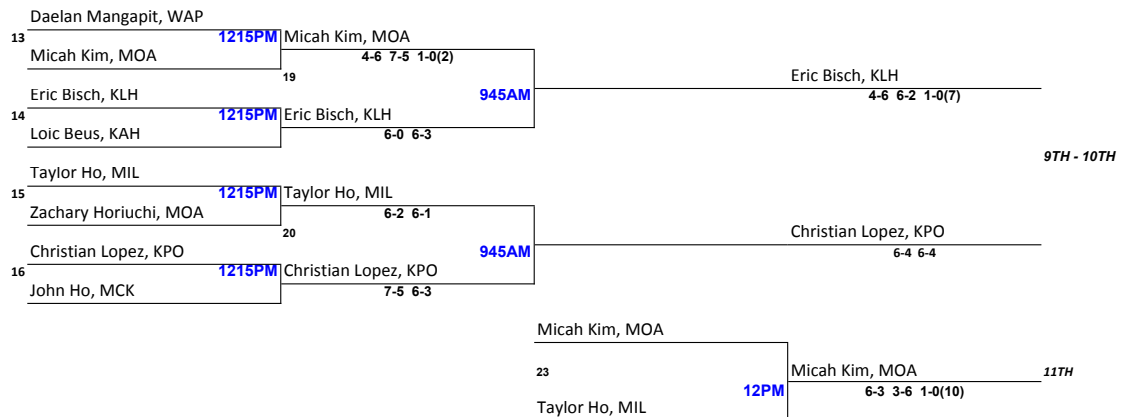 Daelan Mangapit, WAP
13
1215PM Micah Kim, MOA
Micah Kim, MOA
4-6 7-5 1-0(2)
19
Eric Bisch, KLH
Eric Bisch, KLH
945AM
4-6 6-2 1-0(7)
14
1215PM Eric Bisch, KLH
Loic Beus, KAH
6-0 6-3
9TH - 10TH
Taylor Ho, MIL
15
1215PM Taylor Ho, MIL
Zachary Horiuchi, MOA
6-2 6-1
20
Christian Lopez, KPO
Christian Lopez, KPO
945AM
6-4 6-4
16
1215PM Christian Lopez, KPO
John Ho, MCK
7-5 6-3
Micah Kim, MOA
23
Micah Kim, MOA
11TH
12PM
6-3 3-6 1-0(10)
Taylor Ho, MIL